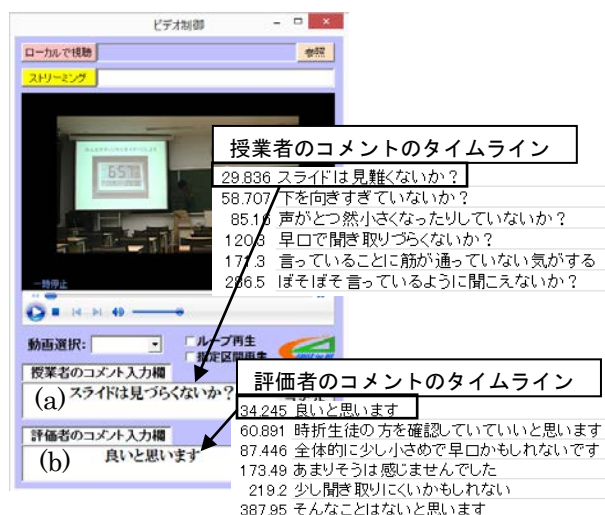 ビデオ制御
ローカルで視聴
参照
ストリーミング
授業者のコメントのタイムライン
29.836 スライドは見難くないか？
58.707 下を向きすぎていないか？
85.16 声がとつ然小さくなったりしていないか？
120.3 早口で聞き取りづらくないか？
171.3 言っていることに筋が通っていない気がする
286.5 ぼそぼそ言っているように聞こえないか？
657
一時停止
動画選択:
ループ再生
指定区間再生
授業者のコメント入力欄
(a) スライドは見づらくないか？
評価者のコメント入力欄
(b) 良いと思います
評価者のコメントのタイムライン
34.245 良いと思います
60.891 時折生徒の方を確認していていいと思います
87.446 全体的に少し小さめで早口かもしれないです
173.49 あまりそうは感じませんでした
219.2 少し聞き取りにくいかもしれない
387.95 そんなことはないと思います